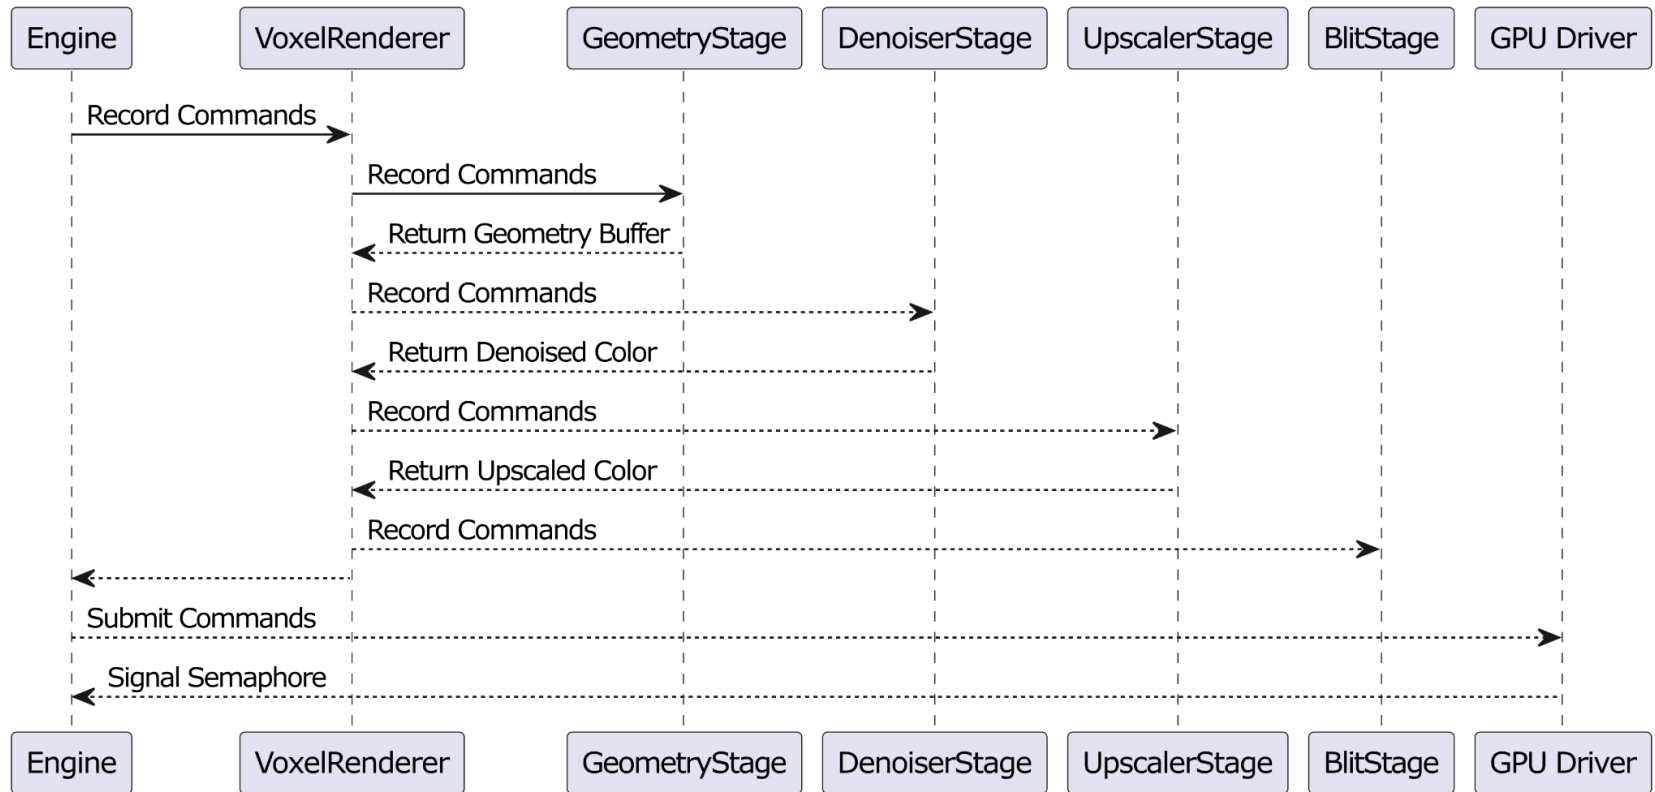 Engine VoxelRenderer GeometryStage DenoiserStage UpscalerStage BlitStage GPU Driver
Record Commands
Record Commands
Return Geometry Buffer
Record Commands
Return Denoised Color
Record Commands
Return Upscaled Color
Record Commands
Submit Commands
Signal Semaphore
Engine VoxelRenderer GeometryStage DenoiserStage UpscalerStage BlitStage GPU Driver